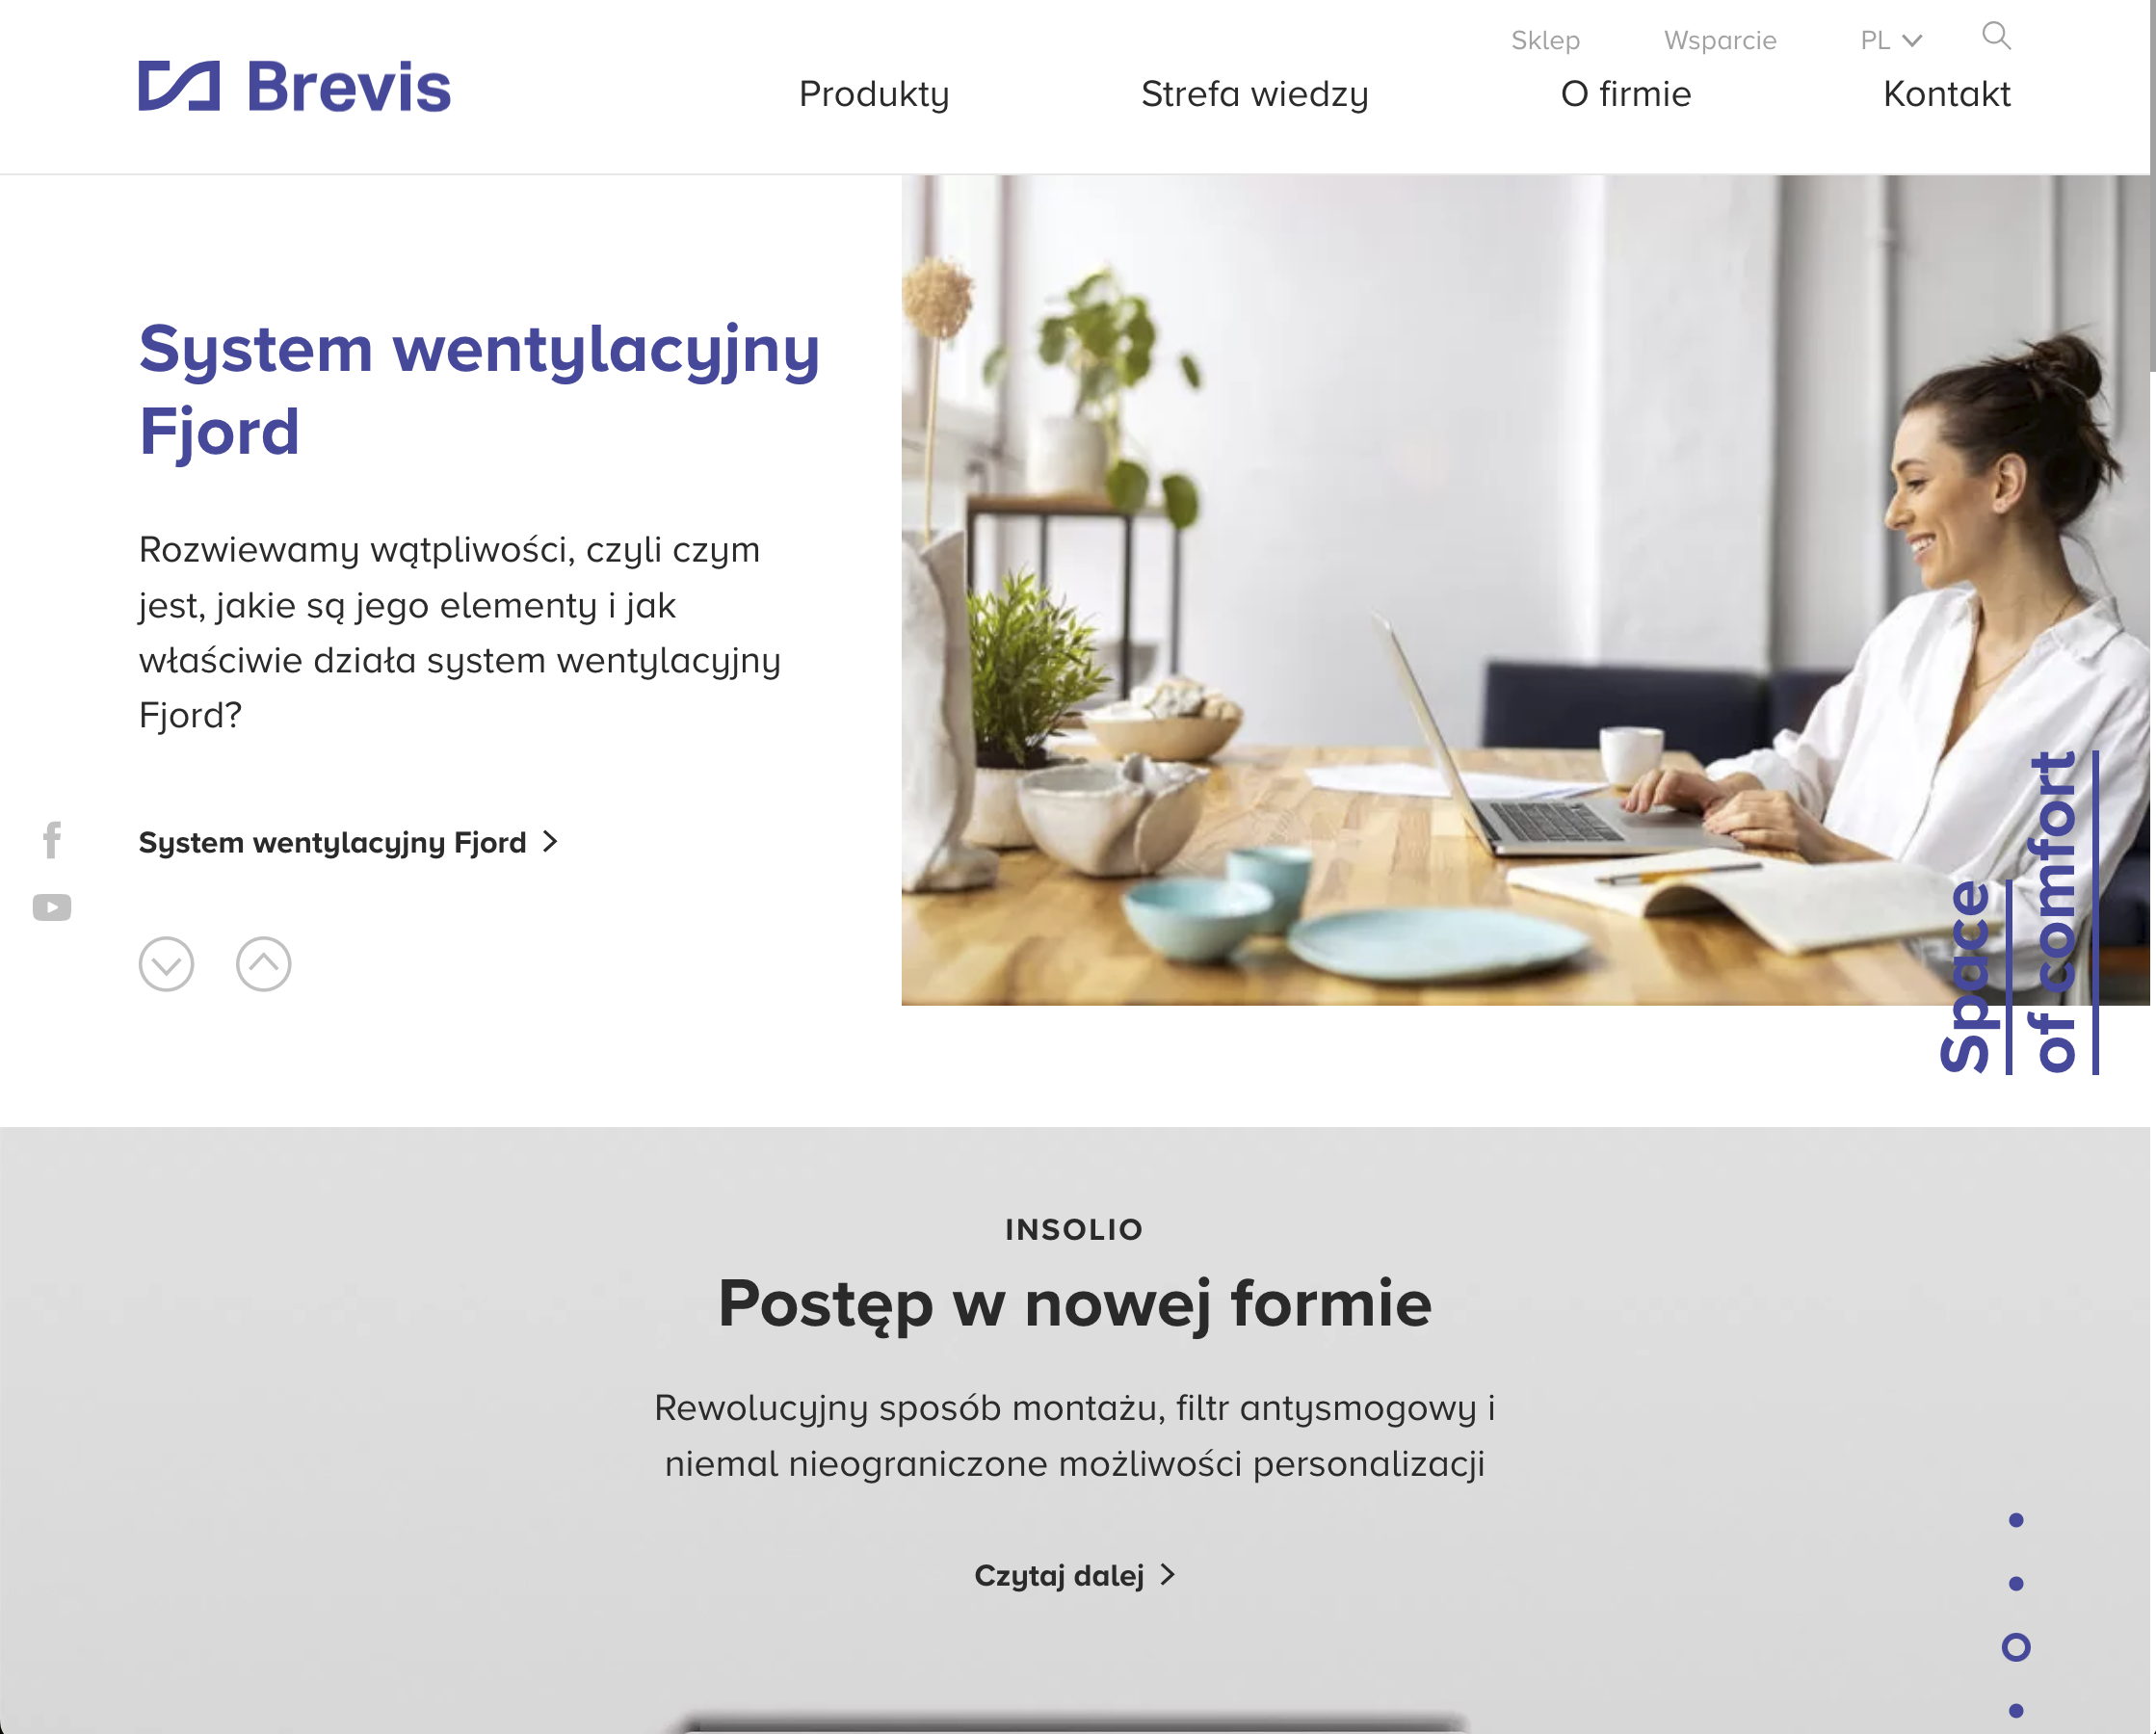 Sklep
Wsparcie
PL
Brevis
Produkty
Strefa wiedzy
O firmie
Kontakt
System wentylacyjny
Fjord
Rozwiewamy wątpliwości, czyli czym
jest, jakie są jego elementy i jak
właściwie działa system wentylacyjny
Fjord?
System wentylacyjny Fjord
Space
of comfort
INSOLIO
Postęp w nowej formie
Rewolucyjny sposób montażu, filtr antysmogowy i
niemal nieograniczone możliwości personalizacji
Czytaj dalej